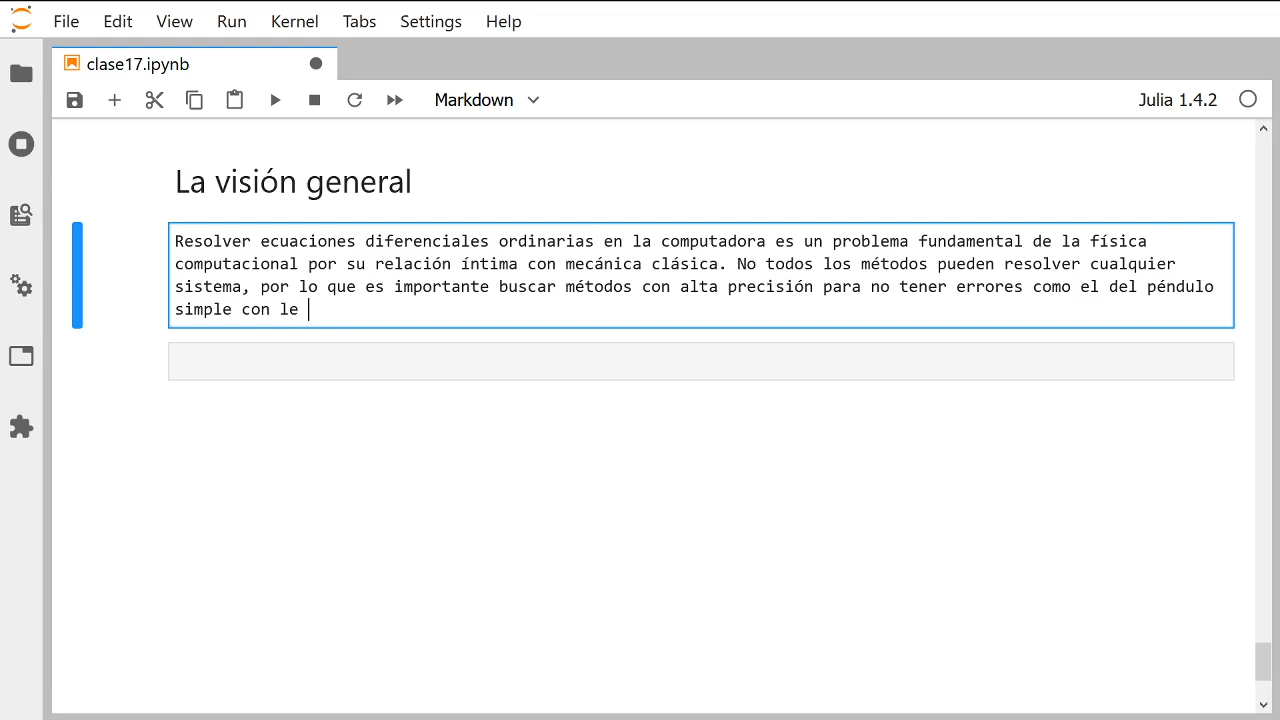 File Edit View Run Kernel Tabs Settings Help
clase17.ipynb
Markdown
Julia 1.4.2
La visión general
Resolver ecuaciones diferenciales ordinarias en la computadora es un problema fundamental de la física
computacional por su relación íntima con mecánica clásica. No todos los métodos pueden resolver cualquier
sistema, por lo que es importante buscar métodos con alta precisión para no tener errores como el del péndulo
simple con le